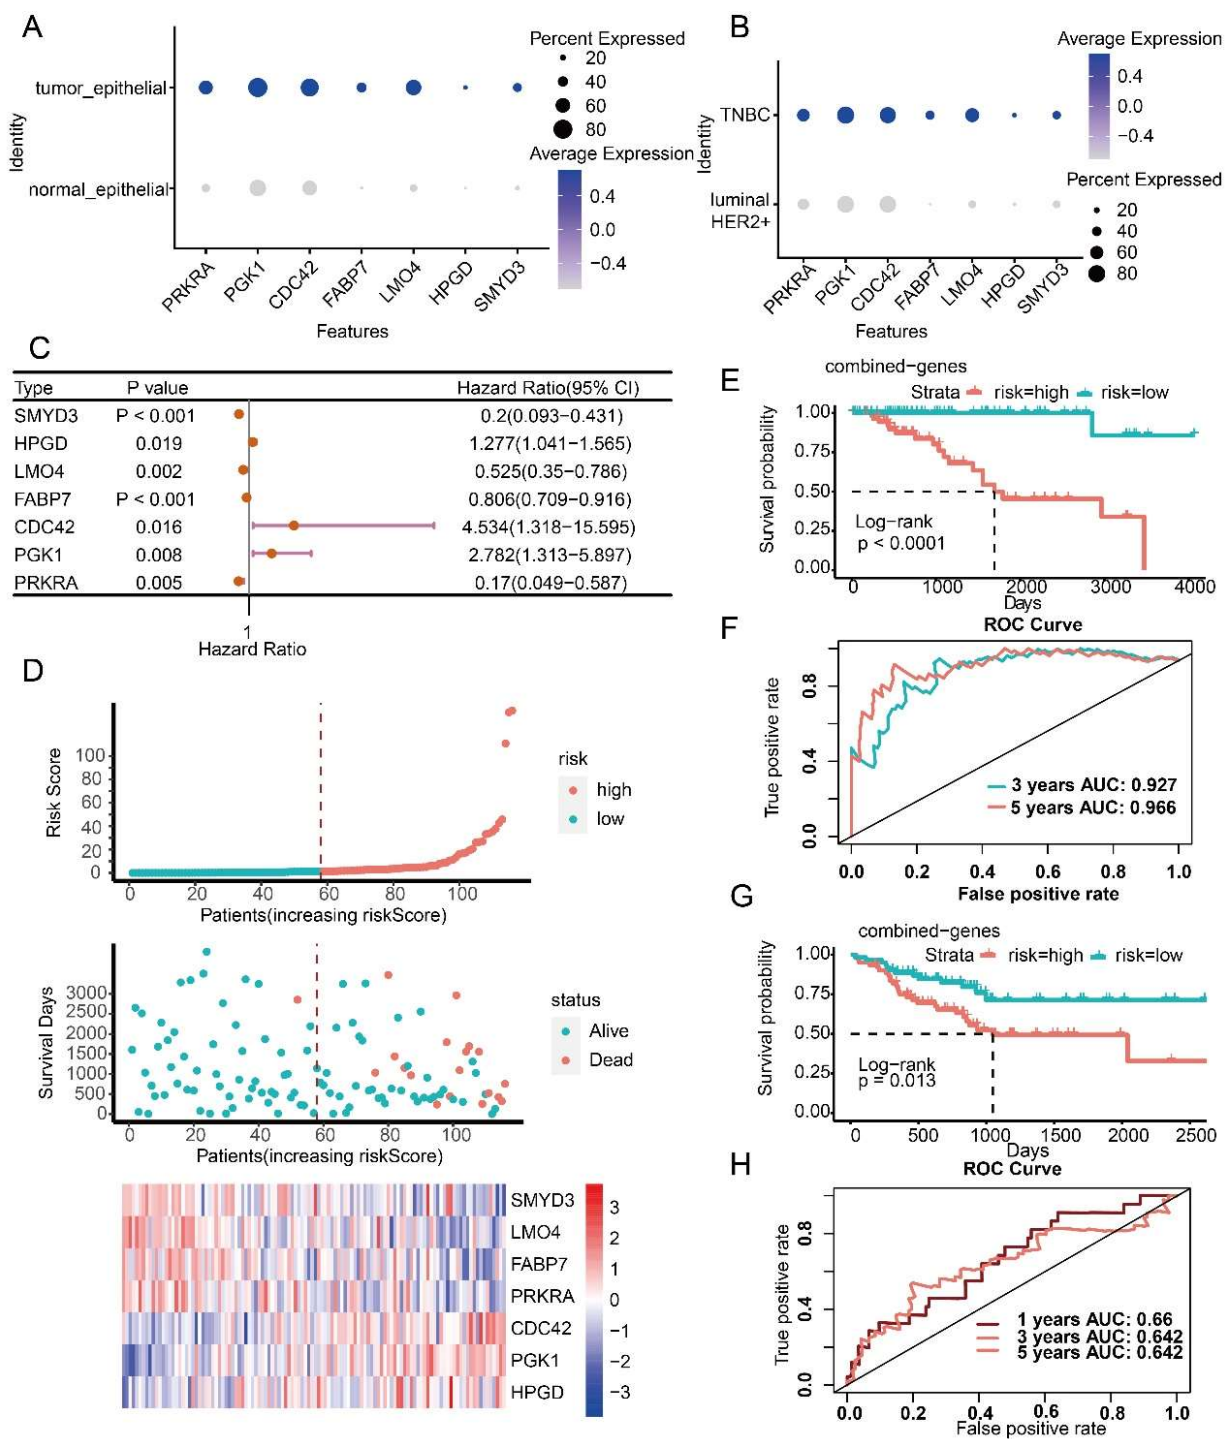 A
Percent Expressed
20
40
60
80
Average Expression
0.4
0.0
−0.4
Identity
tumor_epithelial
normal_epithelial
PRKRA
PGK1
CDC42
FABP7
LMO4
HPGD
SMYD3
Features
B
Average Expression
0.4
0.0
−0.4
Percent Expressed
20
40
60
80
Identity
TNBC
luminal
HER2+
PRKRA
PGK1
CDC42
FABP7
LMO4
HPGD
SMYD3
Features
C
Type P value Hazard Ratio(95% CI)
SMYD3 P < 0.001 0.2(0.093−0.431)
HPGD 0.019 1.277(1.041−1.565)
LMO4 0.002 0.525(0.35−0.786)
FABP7 P < 0.001 0.806(0.709−0.916)
CDC42 0.016 4.534(1.318−15.595)
PGK1 0.008 2.782(1.313−5.897)
PRKRA 0.005 0.17(0.049−0.587)
1
Hazard Ratio
D
Risk Score
100
80
60
40
20
0
0 20 40 60 80 100
Patients(increasing riskScore)
risk
high
low
Survival Days
3000
2500
2000
1500
1000
500
0
0 20 40 60 80 100
Patients(increasing riskScore)
status
Alive
Dead
SMYD3
LMO4
FABP7
PRKRA
CDC42
PGK1
HPGD
3
2
1
0
−1
−2
−3
E
combined−genes
Strata risk=high risk=low
Survival probability
1.00
0.75
0.50
0.25
0.00
Log−rank
p < 0.0001
0 1000 2000 3000 4000
Days
F
ROC Curve
True positive rate
0.8
0.4
0.0
3 years AUC: 0.927
5 years AUC: 0.966
0.0 0.2 0.4 0.6 0.8 1.0
False positive rate
G
combined−genes
Strata risk=high risk=low
Survival probability
1.00
0.75
0.50
0.25
0.00
Log−rank
p = 0.013
0 500 1000 1500 2000 2500
Days
H
ROC Curve
True positive rate
0.8
0.4
0.0
1 years AUC: 0.66
3 years AUC: 0.642
5 years AUC: 0.642
0.0 0.2 0.4 0.6 0.8 1.0
False positive rate